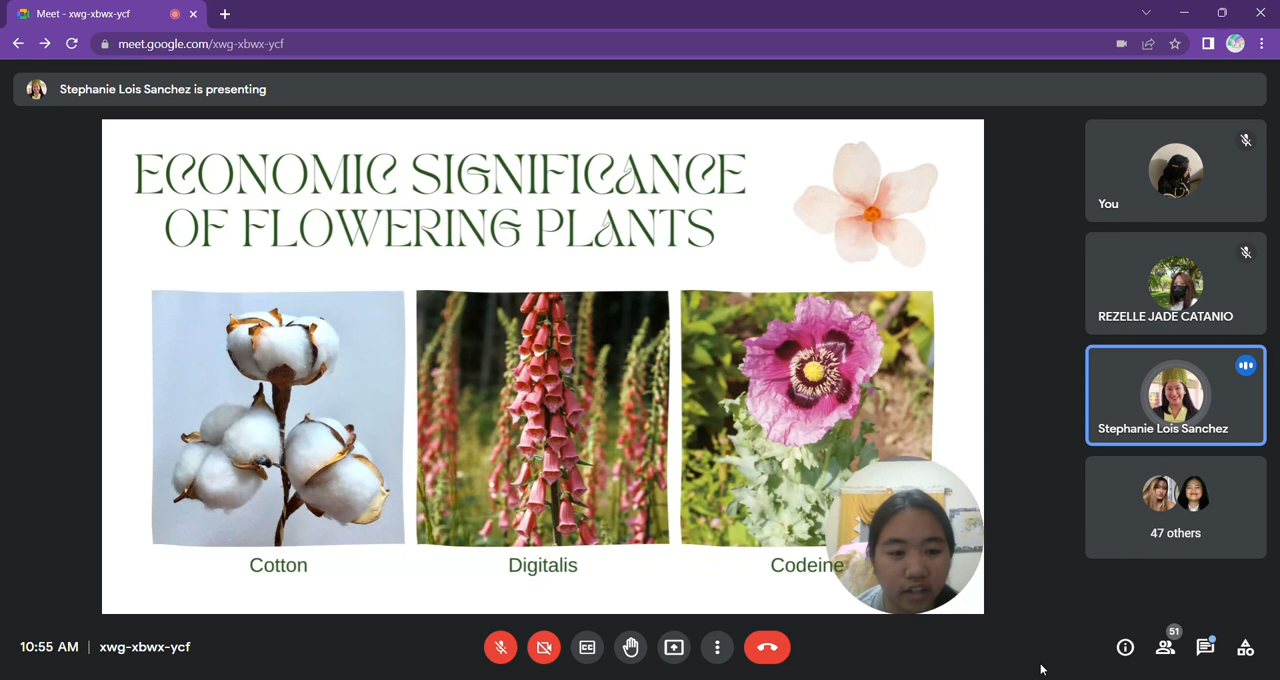 Meet - xwg-xbwx-ycf
meet.google.com/xwg-xbwx-ycf
Stephanie Lois Sanchez is presenting
ECONOMIC SIGNIFICANCE
OF FLOWERING PLANTS
Cotton
Digitalis
Codeine
You
REZELLE JADE CATANIO
Stephanie Lois Sanchez
47 others
10:55 AM | xwg-xbwx-ycf
CC
51